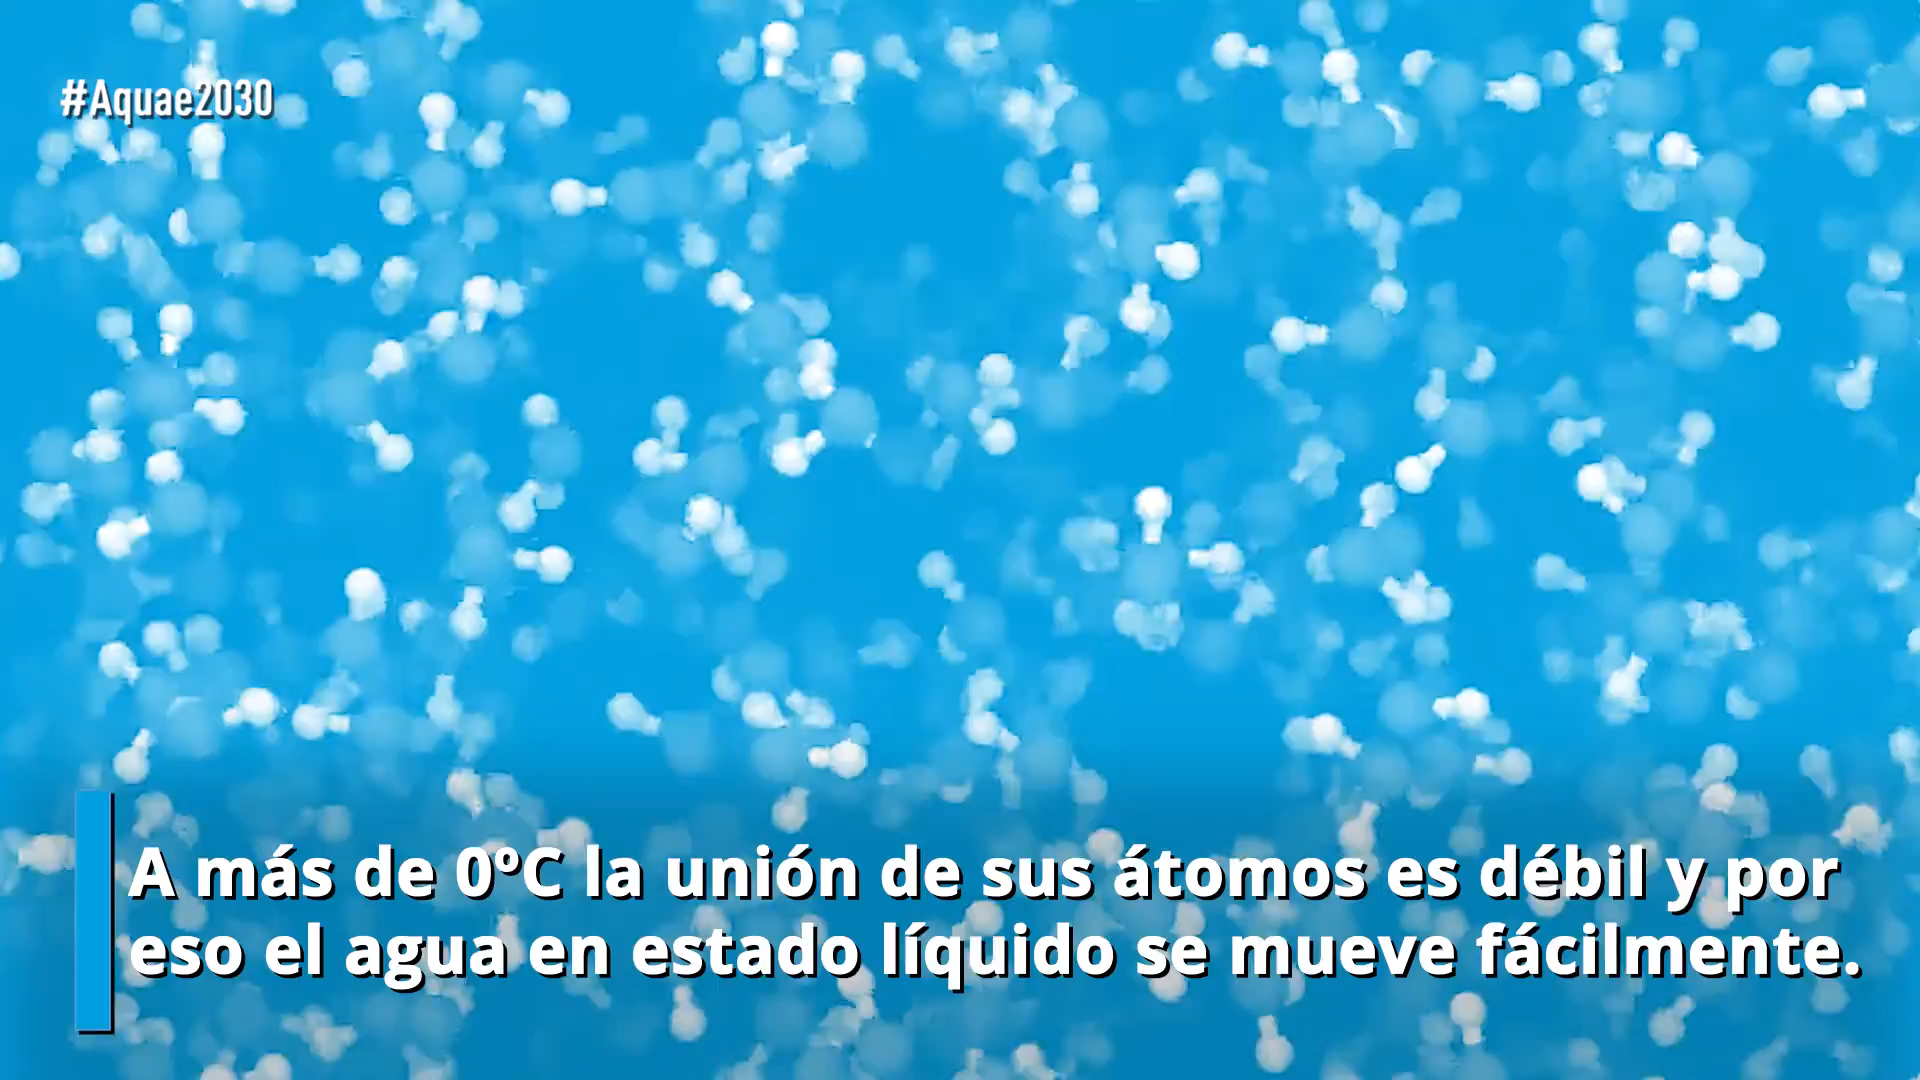 #Aquae2030
A más de 0ºC la unión de sus átomos es débil y por
eso el agua en estado líquido se mueve fácilmente.